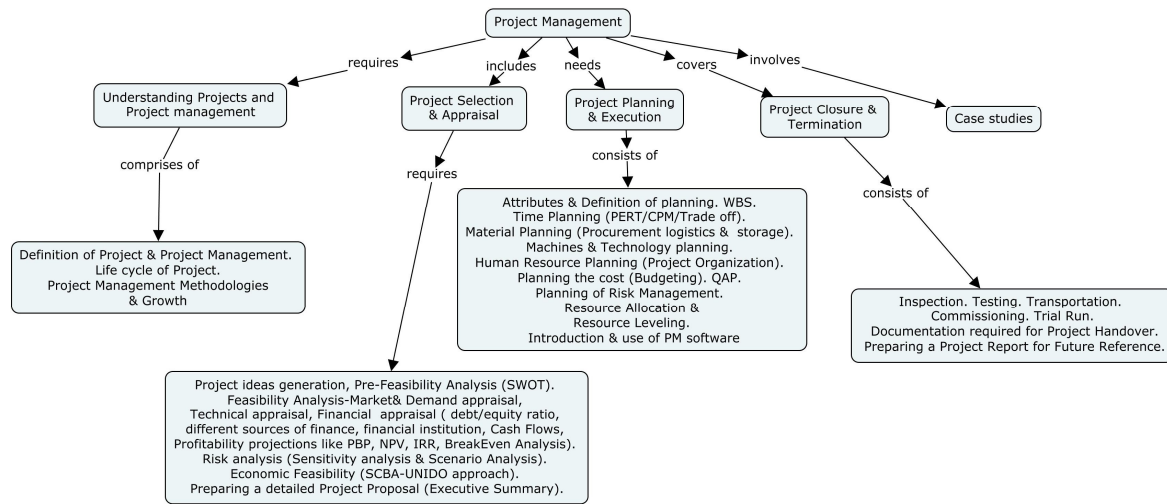 Project Management
requires
includes
needs
covers
involves
Understanding Projects and
Project management
Project Selection
& Appraisal
Project Planning
& Execution
Project Closure &
Termination
Case studies
comprises of
requires
consists of
consists of
Definition of Project & Project Management.
Life cycle of Project.
Project Management Methodologies
& Growth
Attributes & Definition of planning. WBS.
Time Planning (PERT/CPM/Trade off).
Material Planning (Procurement logistics & storage).
Machines & Technology planning.
Human Resource Planning (Project Organization).
Planning the cost (Budgeting). QAP.
Planning of Risk Management.
Resource Allocation &
Resource Leveling.
Introduction & use of PM software
Inspection. Testing. Transportation.
Commissioning. Trial Run.
Documentation required for Project Handover.
Preparing a Project Report for Future Reference.
Project ideas generation, Pre-Feasibility Analysis (SWOT).
Feasibility Analysis-Market& Demand appraisal,
Technical appraisal, Financial appraisal ( debt/equity ratio,
different sources of finance, financial institution, Cash Flows,
Profitability projections like PBP, NPV, IRR, BreakEven Analysis).
Risk analysis (Sensitivity analysis & Scenario Analysis).
Economic Feasibility (SCBA-UNIDO approach).
Preparing a detailed Project Proposal (Executive Summary).